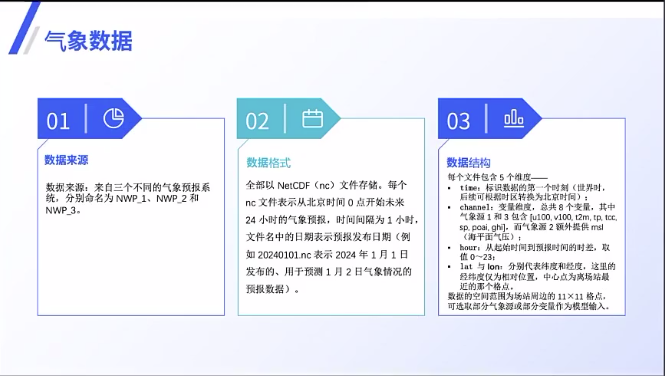 气象数据
01
数据来源
数据来源：来自三个不同的气象预报系
统，分别命名为 NWP_1、NWP_2 和
NWP_3。
02
数据格式
全部以 NetCDF（nc）文件存储。每个
nc 文件表示从北京时间 0 点开始未来
24 小时的气象预报，时间间隔为 1 小时，
文件名中的日期表示预报发布日期（例
如 20240101.nc 表示 2024 年 1 月 1 日
发布的、用于预测 1 月 2 日气象情况的
预报数据）。
03
数据结构
每个文件包含 5 个维度——
• time：标识数据的第一个时刻（世界时，
后续可根据时区转换为北京时间）；
• channel：变量维度，总共 8 个变量，其中
气象源 1 和 3 包含 [u100, v100, t2m, tp, tcc,
sp, poai, ghi]，而气象源 2 额外提供 msl
（海平面气压）；
• hour：从起始时间到预报时间的时差，取
值 0～23；
• lat 与 lon：分别代表纬度和经度，这里的
经纬度仅为相对位置，中心点为离场站最
近的那个格点。
数据的空间范围为场站周边的 11×11 格点，
可选取部分气象源或部分变量作为模型输入。